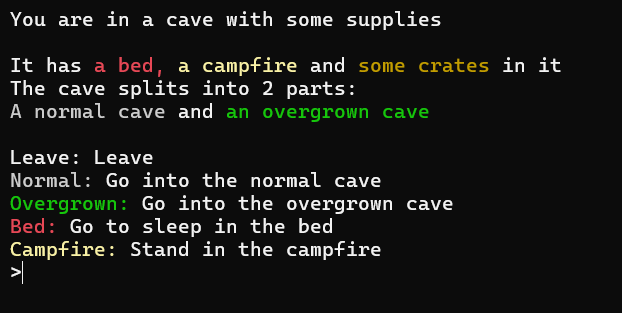 You are in a cave with some supplies
It has a bed, a campfire and some crates in it
The cave splits into 2 parts:
A normal cave and an overgrown cave
Leave: Leave
Normal: Go into the normal cave
Overgrown: Go into the overgrown cave
Bed: Go to sleep in the bed
Campfire: Stand in the campfire
>